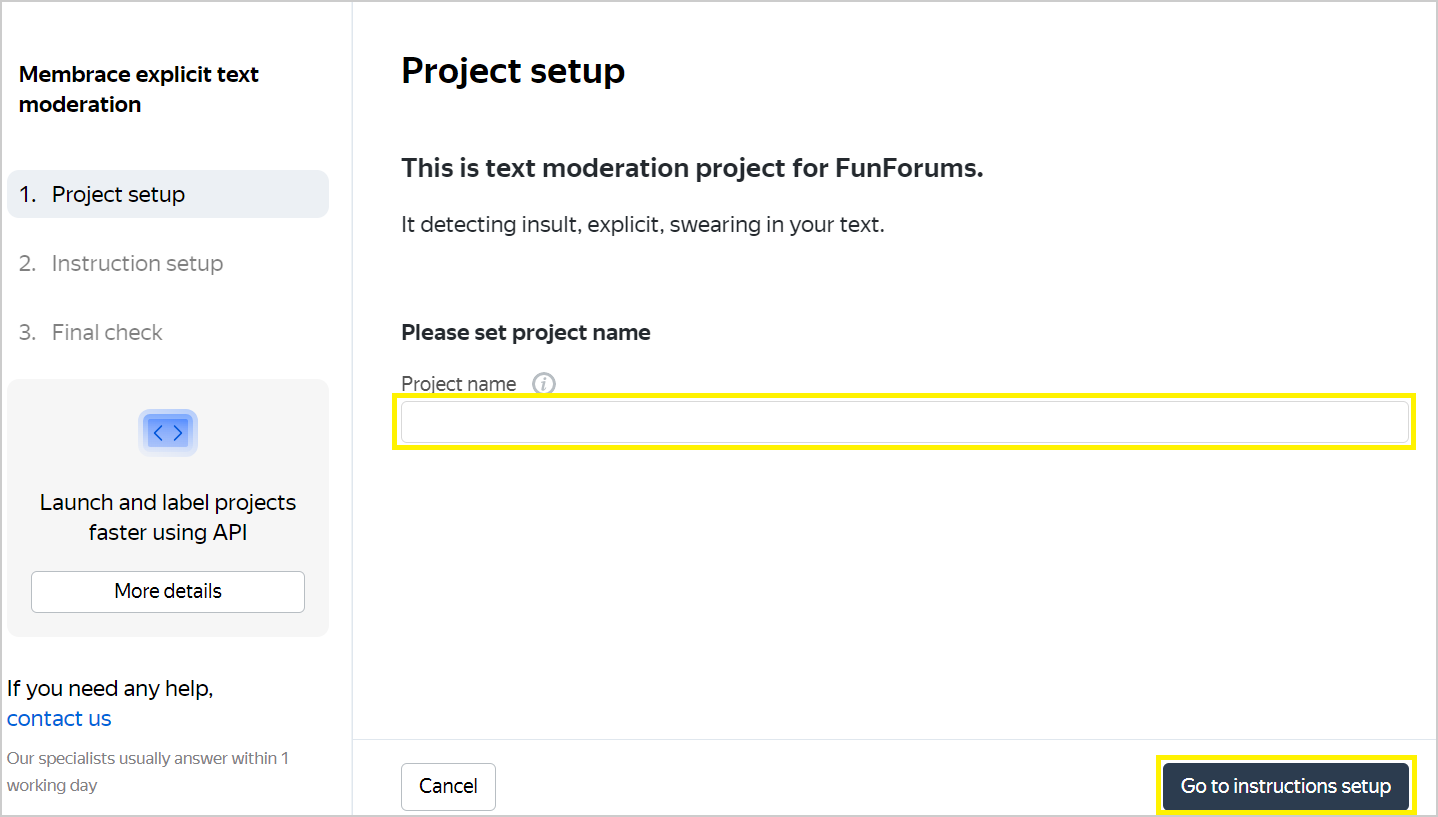 Membrace explicit text
moderation
1. Project setup
2. Instruction setup
3. Final check
< >
Launch and label projects
faster using API
More details
If you need any help,
contact us
Our specialists usually answer within 1
working day
Project setup
This is text moderation project for FunForums.
It detecting insult, explicit, swearing in your text.
Please set project name
Project name i
Cancel
Go to instructions setup